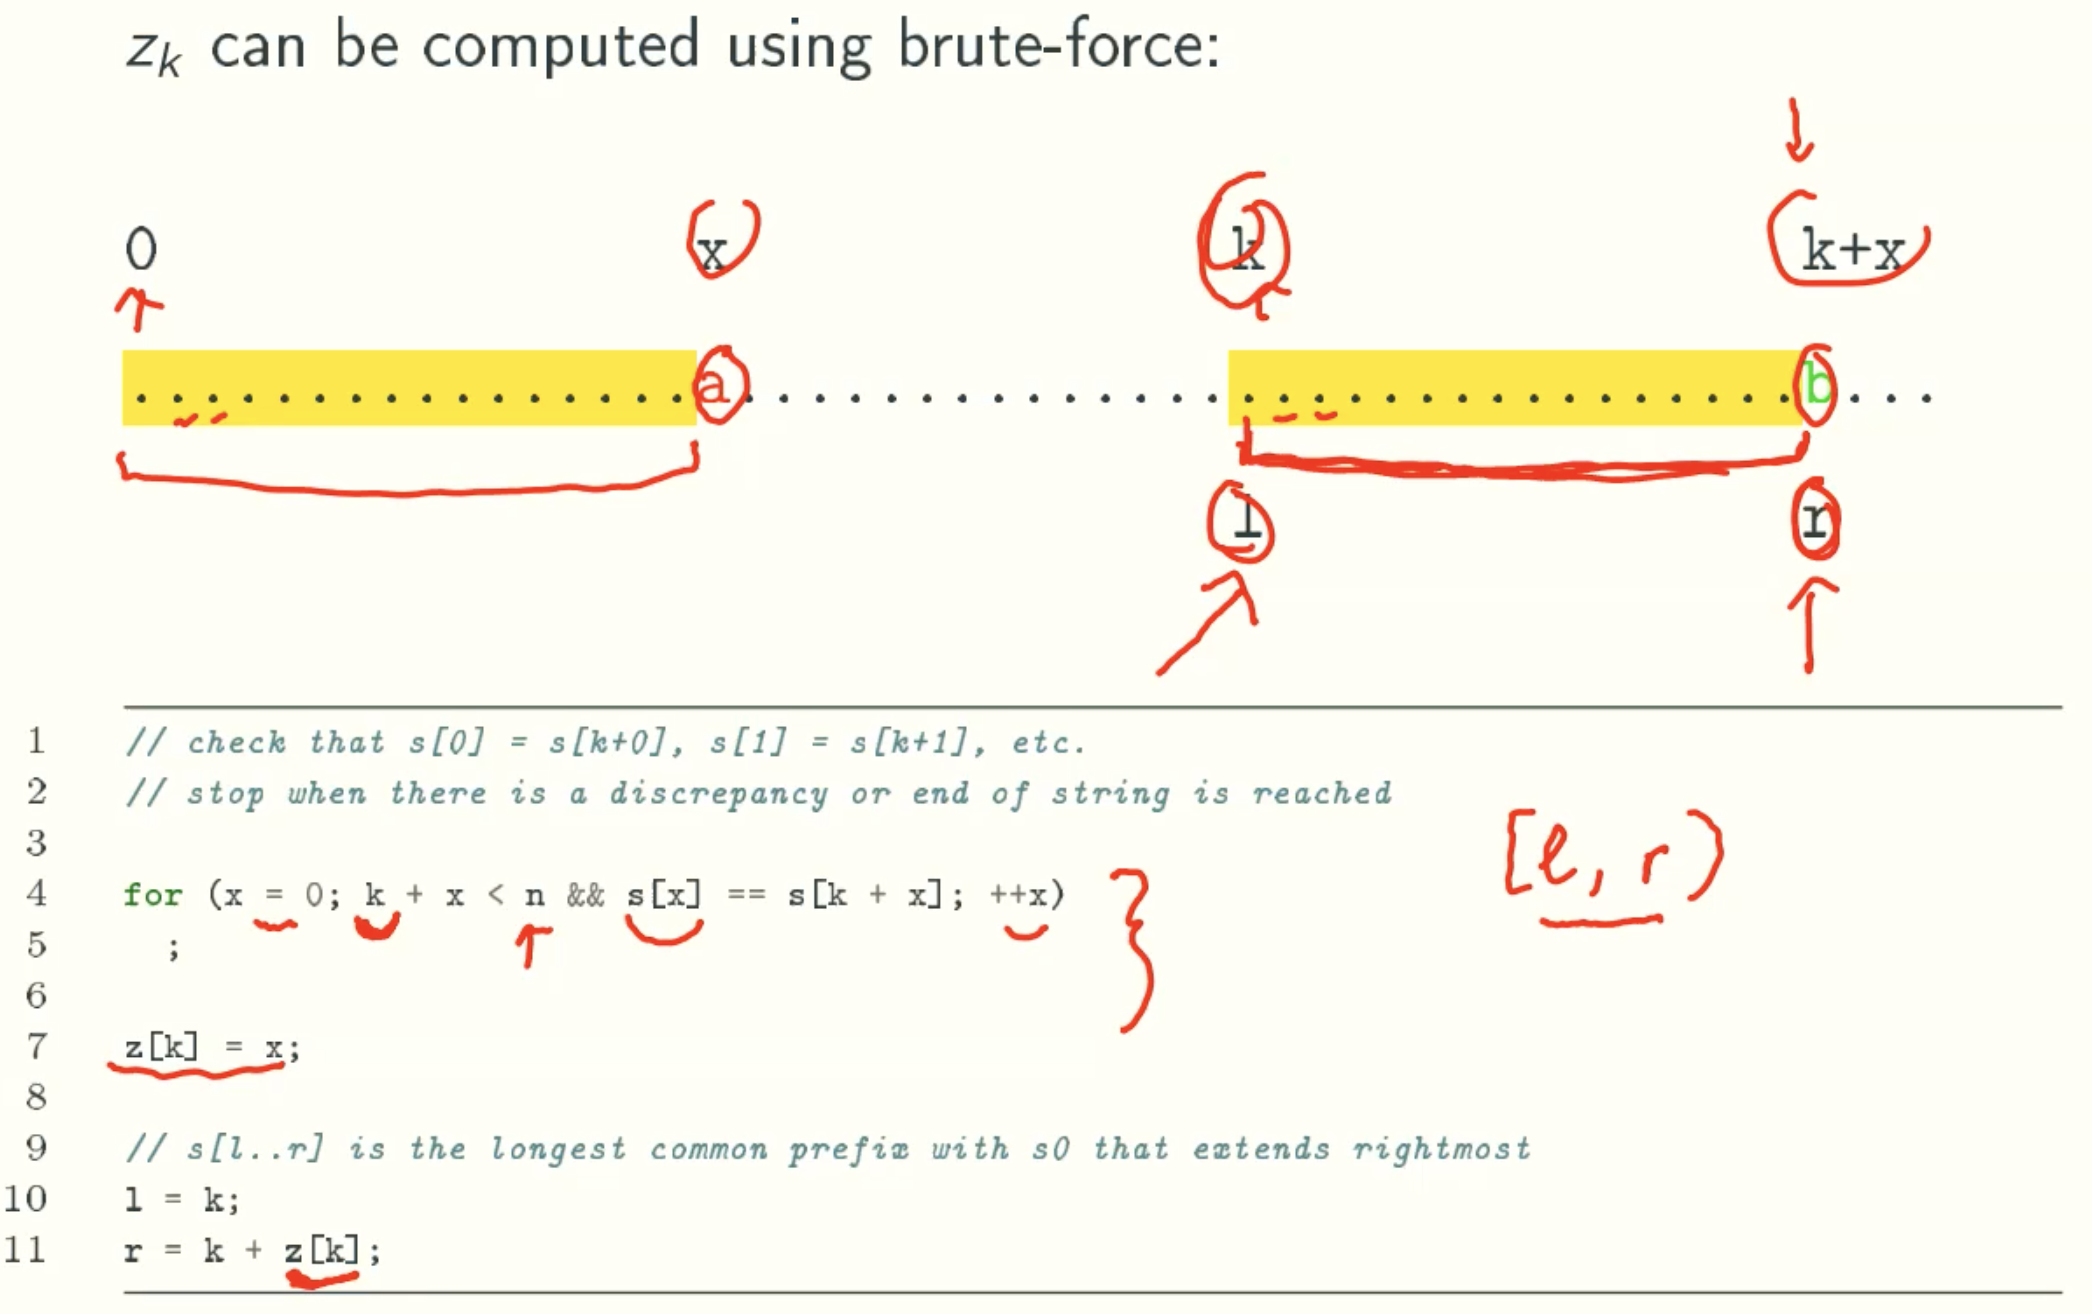 z_k can be computed using brute-force:
0 x k k+x
. . . . . . . . . . . . . . . . a . . . . . . . . . . . . . . . . . . . . . . . . . . . . . . b . . .
l r
1 // check that s[0] = s[k+0], s[1] = s[k+1], etc.
2 // stop when there is a discrepancy or end of string is reached
3
[l, r)
4 for (x = 0; k + x < n && s[x] == s[k + x]; ++x)
5 ;
6
7 z[k] = x;
8
9 // s[l..r] is the longest common prefix with s0 that extends rightmost
10 l = k;
11 r = k + z[k];